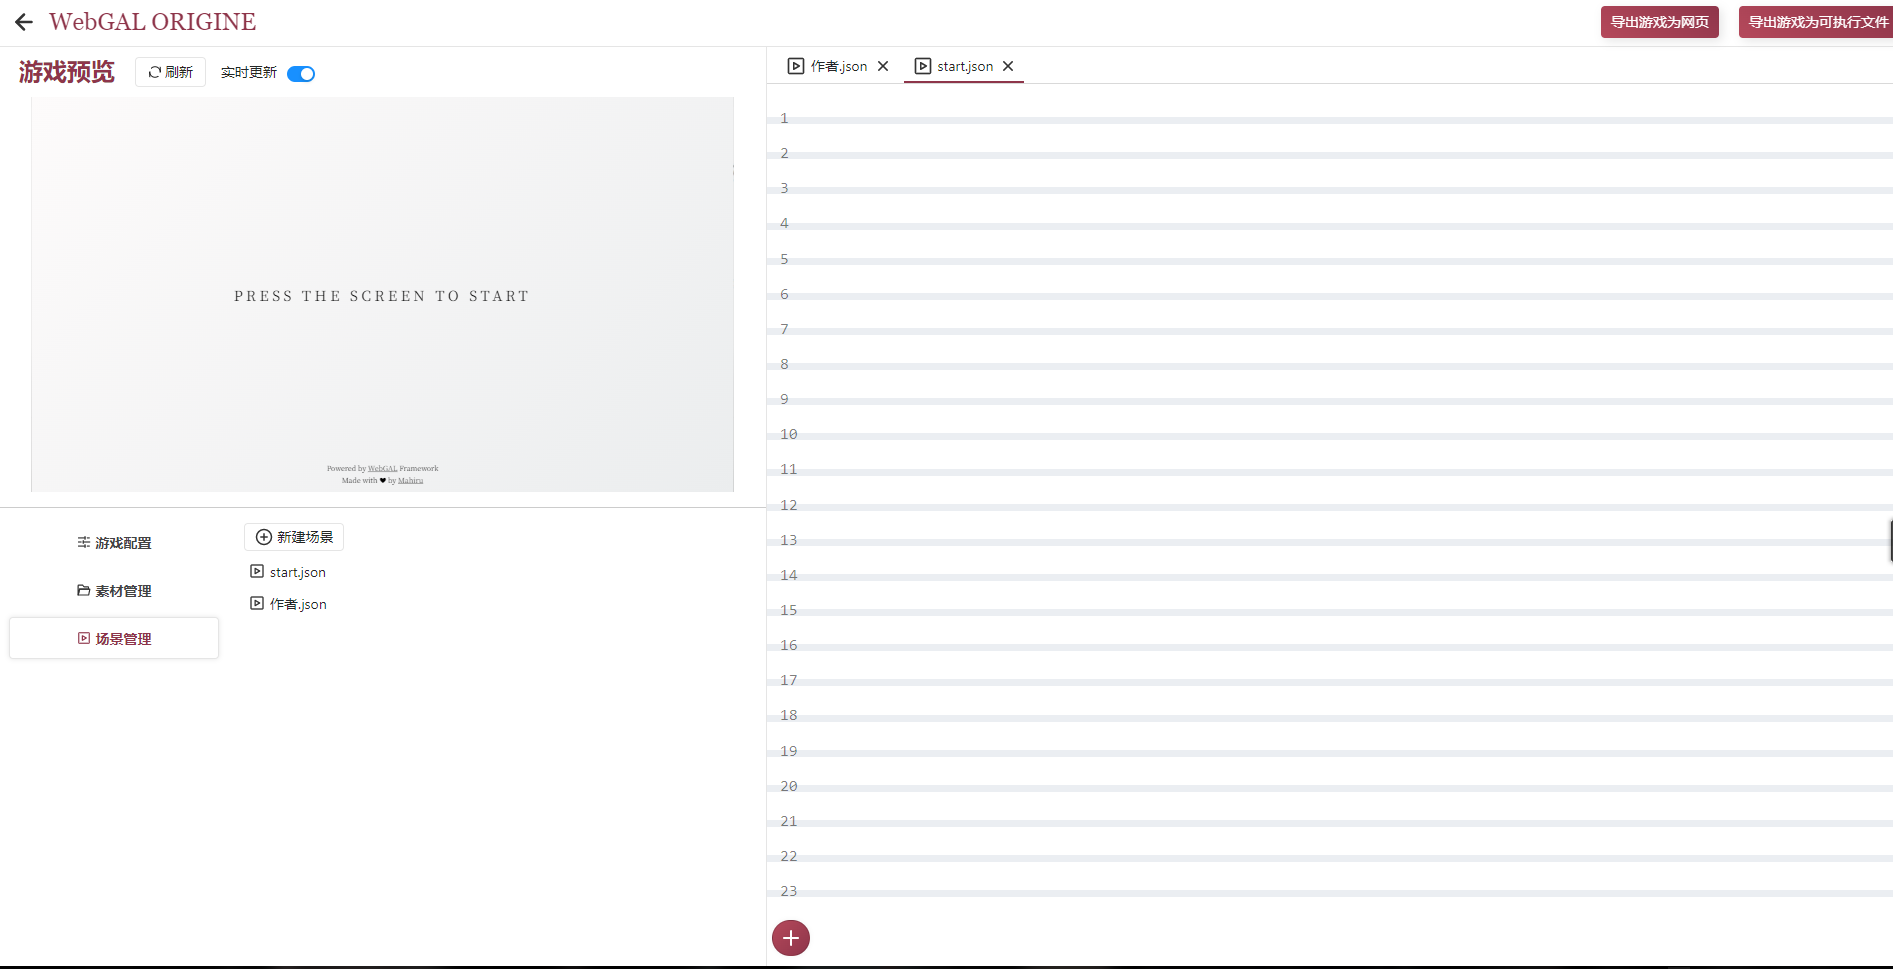 WebGAL ORIGINE
导出游戏为网页
导出游戏为可执行文件
游戏预览
刷新
实时更新
PRESS THE SCREEN TO START
Powered by WebGAL Framework
Made with ♥ by Mahiru
游戏配置
素材管理
场景管理
新建场景
start.json
作者.json
作者.json
start.json
1
2
3
4
5
6
7
8
9
10
11
12
13
14
15
16
17
18
19
20
21
22
23